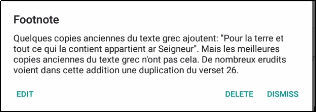 Footnote
Quelques copies anciennes du texte grec ajoutent: "Pour la terre et
tout ce qui la contient appartient ar Seigneur". Mais les meilleures
copies anciennes du texte grec n'ont pas cela. De nombreux erudits
voient dans cette addition une duplication du verset 26.
EDIT DELETE DISMISS